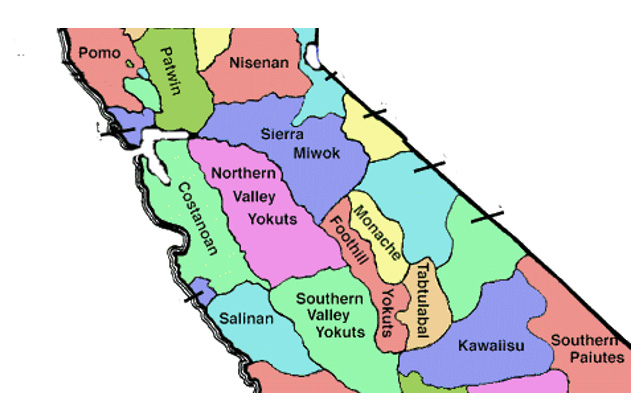 Pomo
Patwin
Nisenan
Sierra
Miwok
Northern
Valley
Yokuts
Costanoan
Monache
Foothill
Yokuts
Tabtulabal
Southern
Valley
Yokuts
Salinan
Kawaiisu
Southern
Paiutes